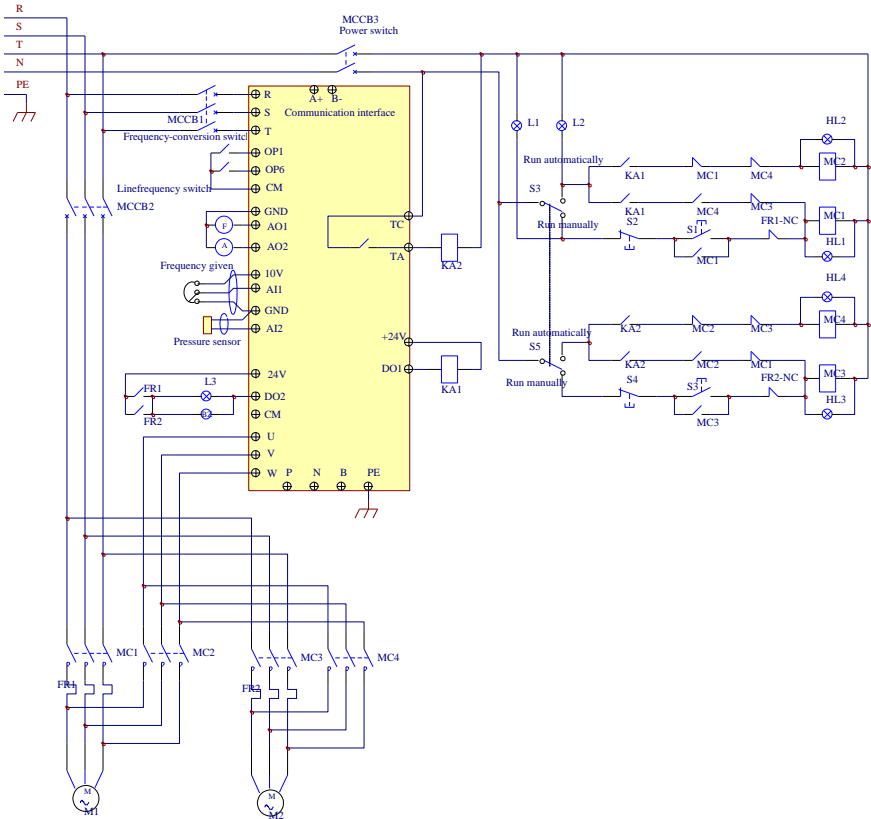 R
S
T
N
PE
MCCB3
Power switch
R
S
T
MCCB1
Frequency-conversion switch
A+ B-
Communication interface
OP1
OP6
CM
Linefrequency switch
MCCB2
GND
AO1
F
AO2
A
Frequency given
10V
AI1
GND
AI2
Pressure sensor
TC
TA
KA2
+24V
DO1
KA1
24V
FR1
L3
DO2
FR2
CM
U
V
W
P
N
B
PE
L1
L2
Run automatically
S3
Run manually
KA1
MC1
MC4
HL2
MC2
KA1
MC4
MC3
MC1
S2
S1
FR1-NC
HL1
MC1
HL4
Run automatically
S5
Run manually
KA2
MC2
MC3
MC4
KA2
MC2
MC1
MC3
S4
S3
FR2-NC
HL3
MC3
MC1
MC2
MC3
MC4
FR1
FR2
M
M1
M
M2